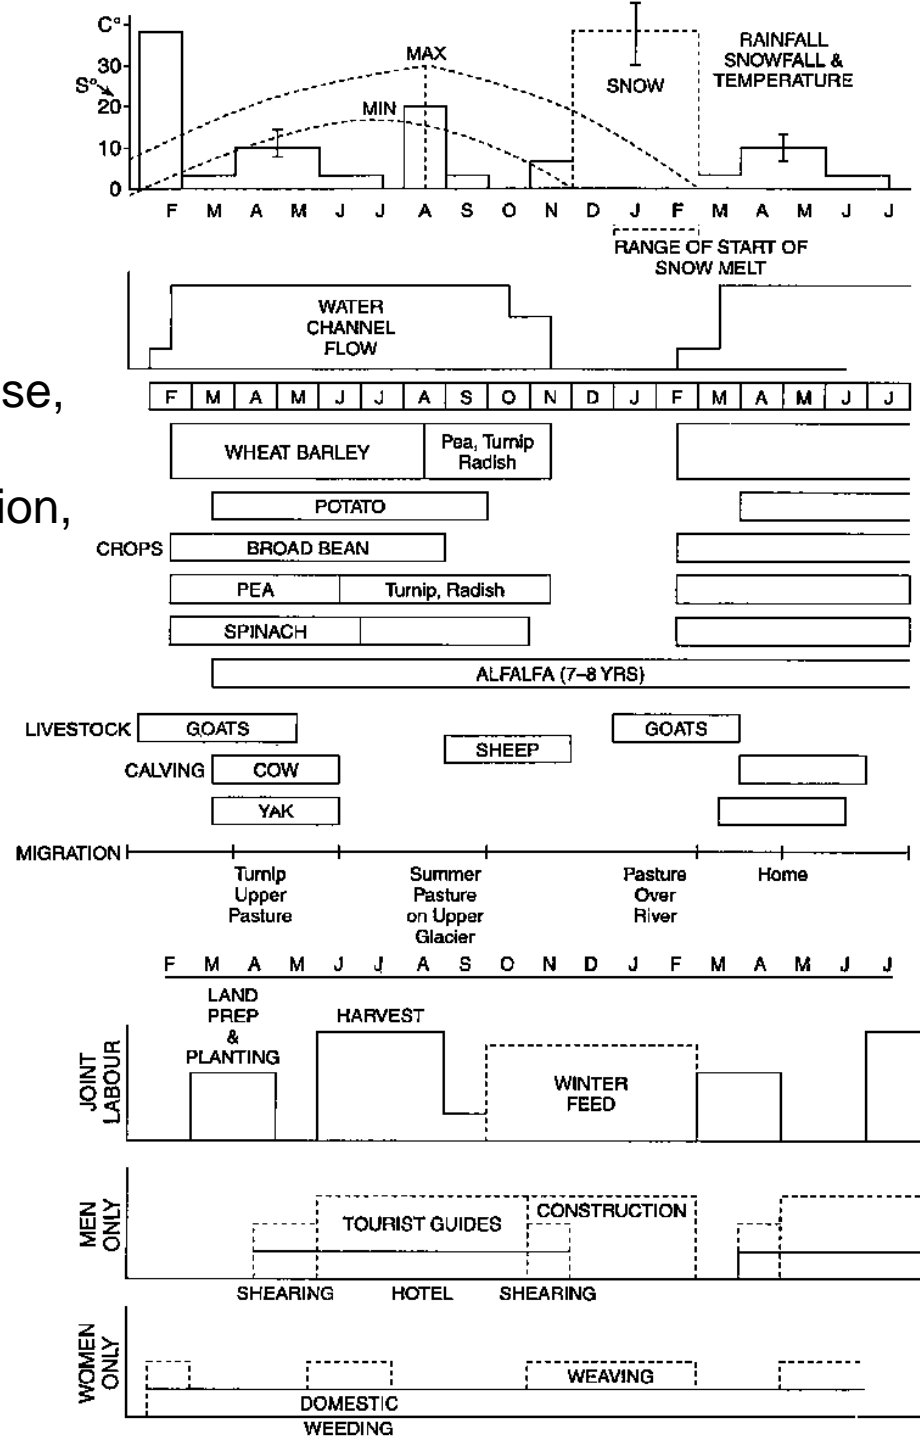 C°
RAINFALL
SNOWFALL &
TEMPERATURE
MAX
30
S°
SNOW
20
MIN
10
0
F M A M J J A S O N D J F M A M J J
RANGE OF START OF
SNOW MELT
WATER
CHANNEL
FLOW
se,
F M A M J J A S O N D J F M A M J J
WHEAT BARLEY
Pea, Turnip
Radish
POTATO
ion,
CROPS
BROAD BEAN
PEA
Turnip, Radish
SPINACH
ALFALFA (7–8 YRS)
LIVESTOCK
GOATS
GOATS
SHEEP
CALVING
COW
YAK
MIGRATION
Turnip
Upper
Pasture
Summer
Pasture
on Upper
Glacier
Pasture
Over
River
Home
F M A M J J A S O N D J F M A M J J
LAND
PREP
&
PLANTING
HARVEST
JOINT
LABOUR
WINTER
FEED
MEN
ONLY
TOURIST GUIDES
CONSTRUCTION
SHEARING
HOTEL
SHEARING
WOMEN
ONLY
WEAVING
DOMESTIC
WEEDING